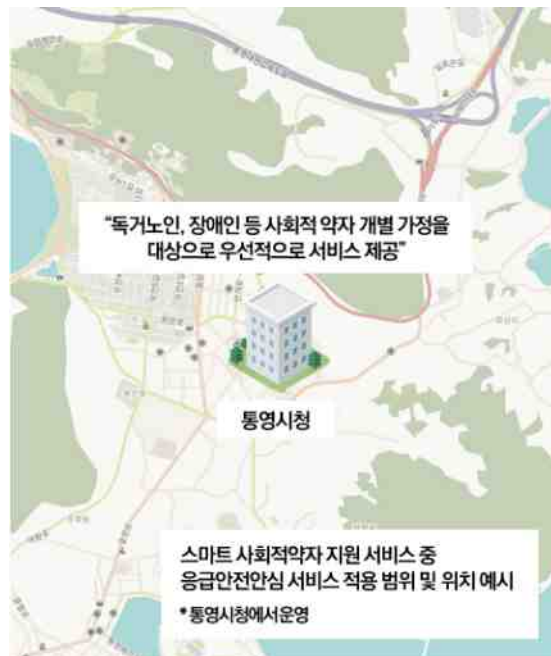 “독거노인, 장애인 등 사회적 약자 개별 가정을
대상으로 우선적으로 서비스 제공”
통영시청
스마트 사회적약자 지원 서비스 중
응급안전안심 서비스 적용 범위 및 위치 예시
*통영시청에서운영